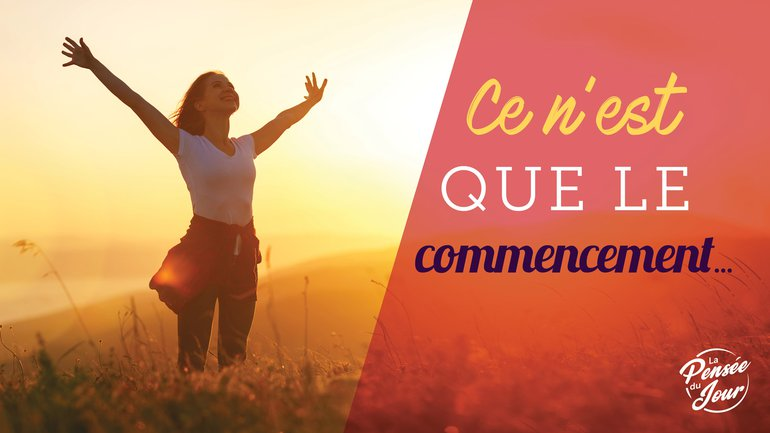 Ce n'est
QUE LE
commencement...
La
Pensée
du
Jour